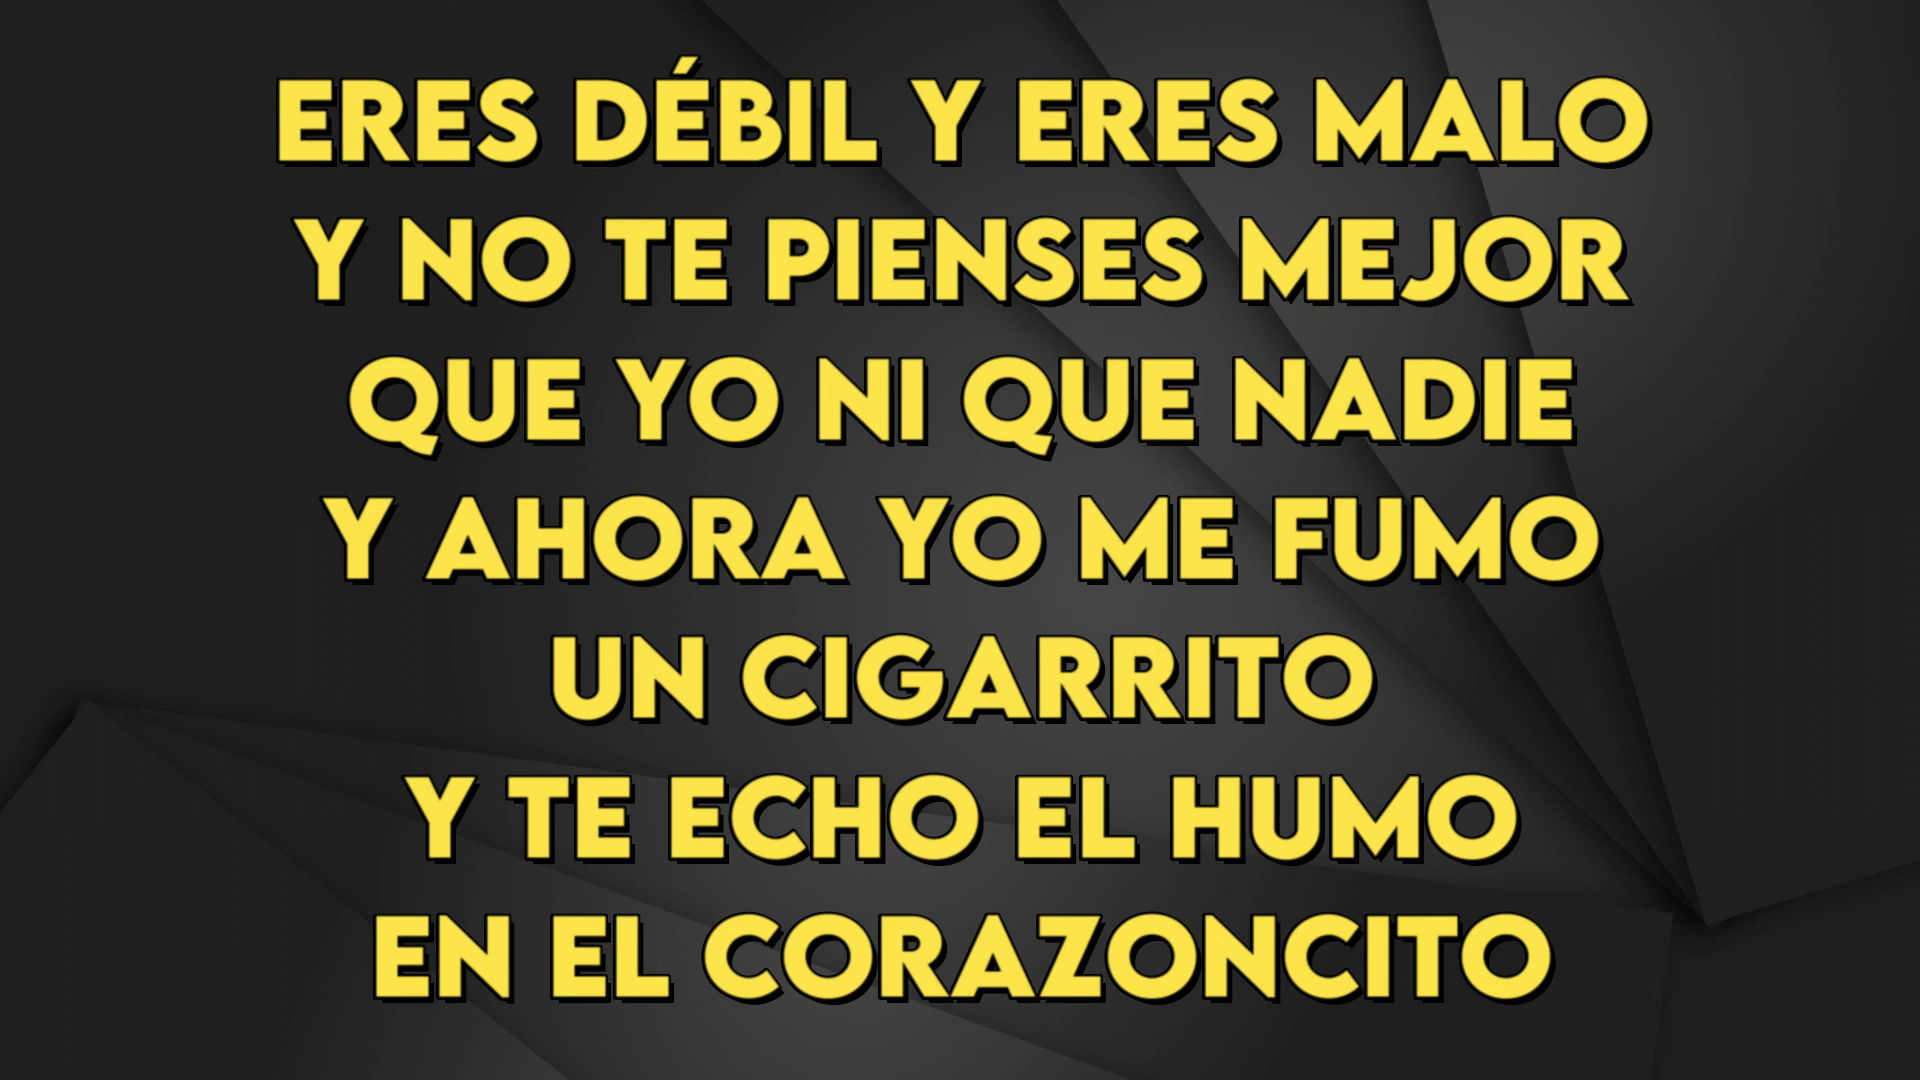 ERES DÉBIL Y ERES MALO
Y NO TE PIENSES MEJOR
QUE YO NI QUE NADIE
Y AHORA YO ME FUMO
UN CIGARRITO
Y TE ECHO EL HUMO
EN EL CORAZONCITO